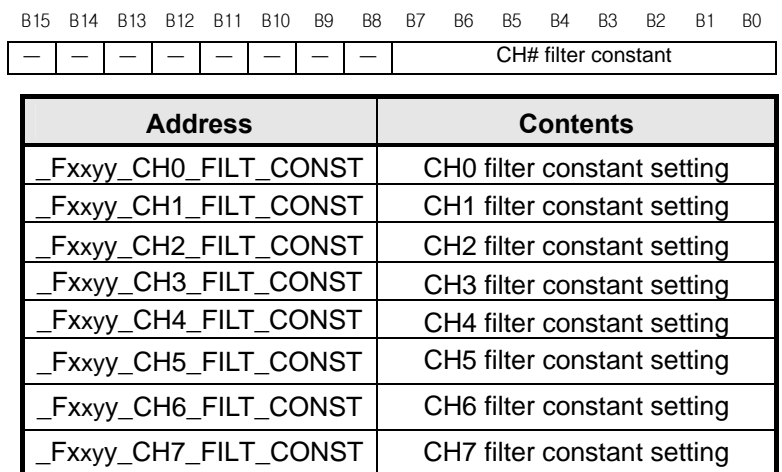 B15 B14 B13 B12 B11 B10 B9 B8 B7 B6 B5 B4 B3 B2 B1 B0
— — — — — — — — CH# filter constant
Address Contents
_Fxxyy_CH0_FILT_CONST CH0 filter constant setting
_Fxxyy_CH1_FILT_CONST CH1 filter constant setting
_Fxxyy_CH2_FILT_CONST CH2 filter constant setting
_Fxxyy_CH3_FILT_CONST CH3 filter constant setting
_Fxxyy_CH4_FILT_CONST CH4 filter constant setting
_Fxxyy_CH5_FILT_CONST CH5 filter constant setting
_Fxxyy_CH6_FILT_CONST CH6 filter constant setting
_Fxxyy_CH7_FILT_CONST CH7 filter constant setting